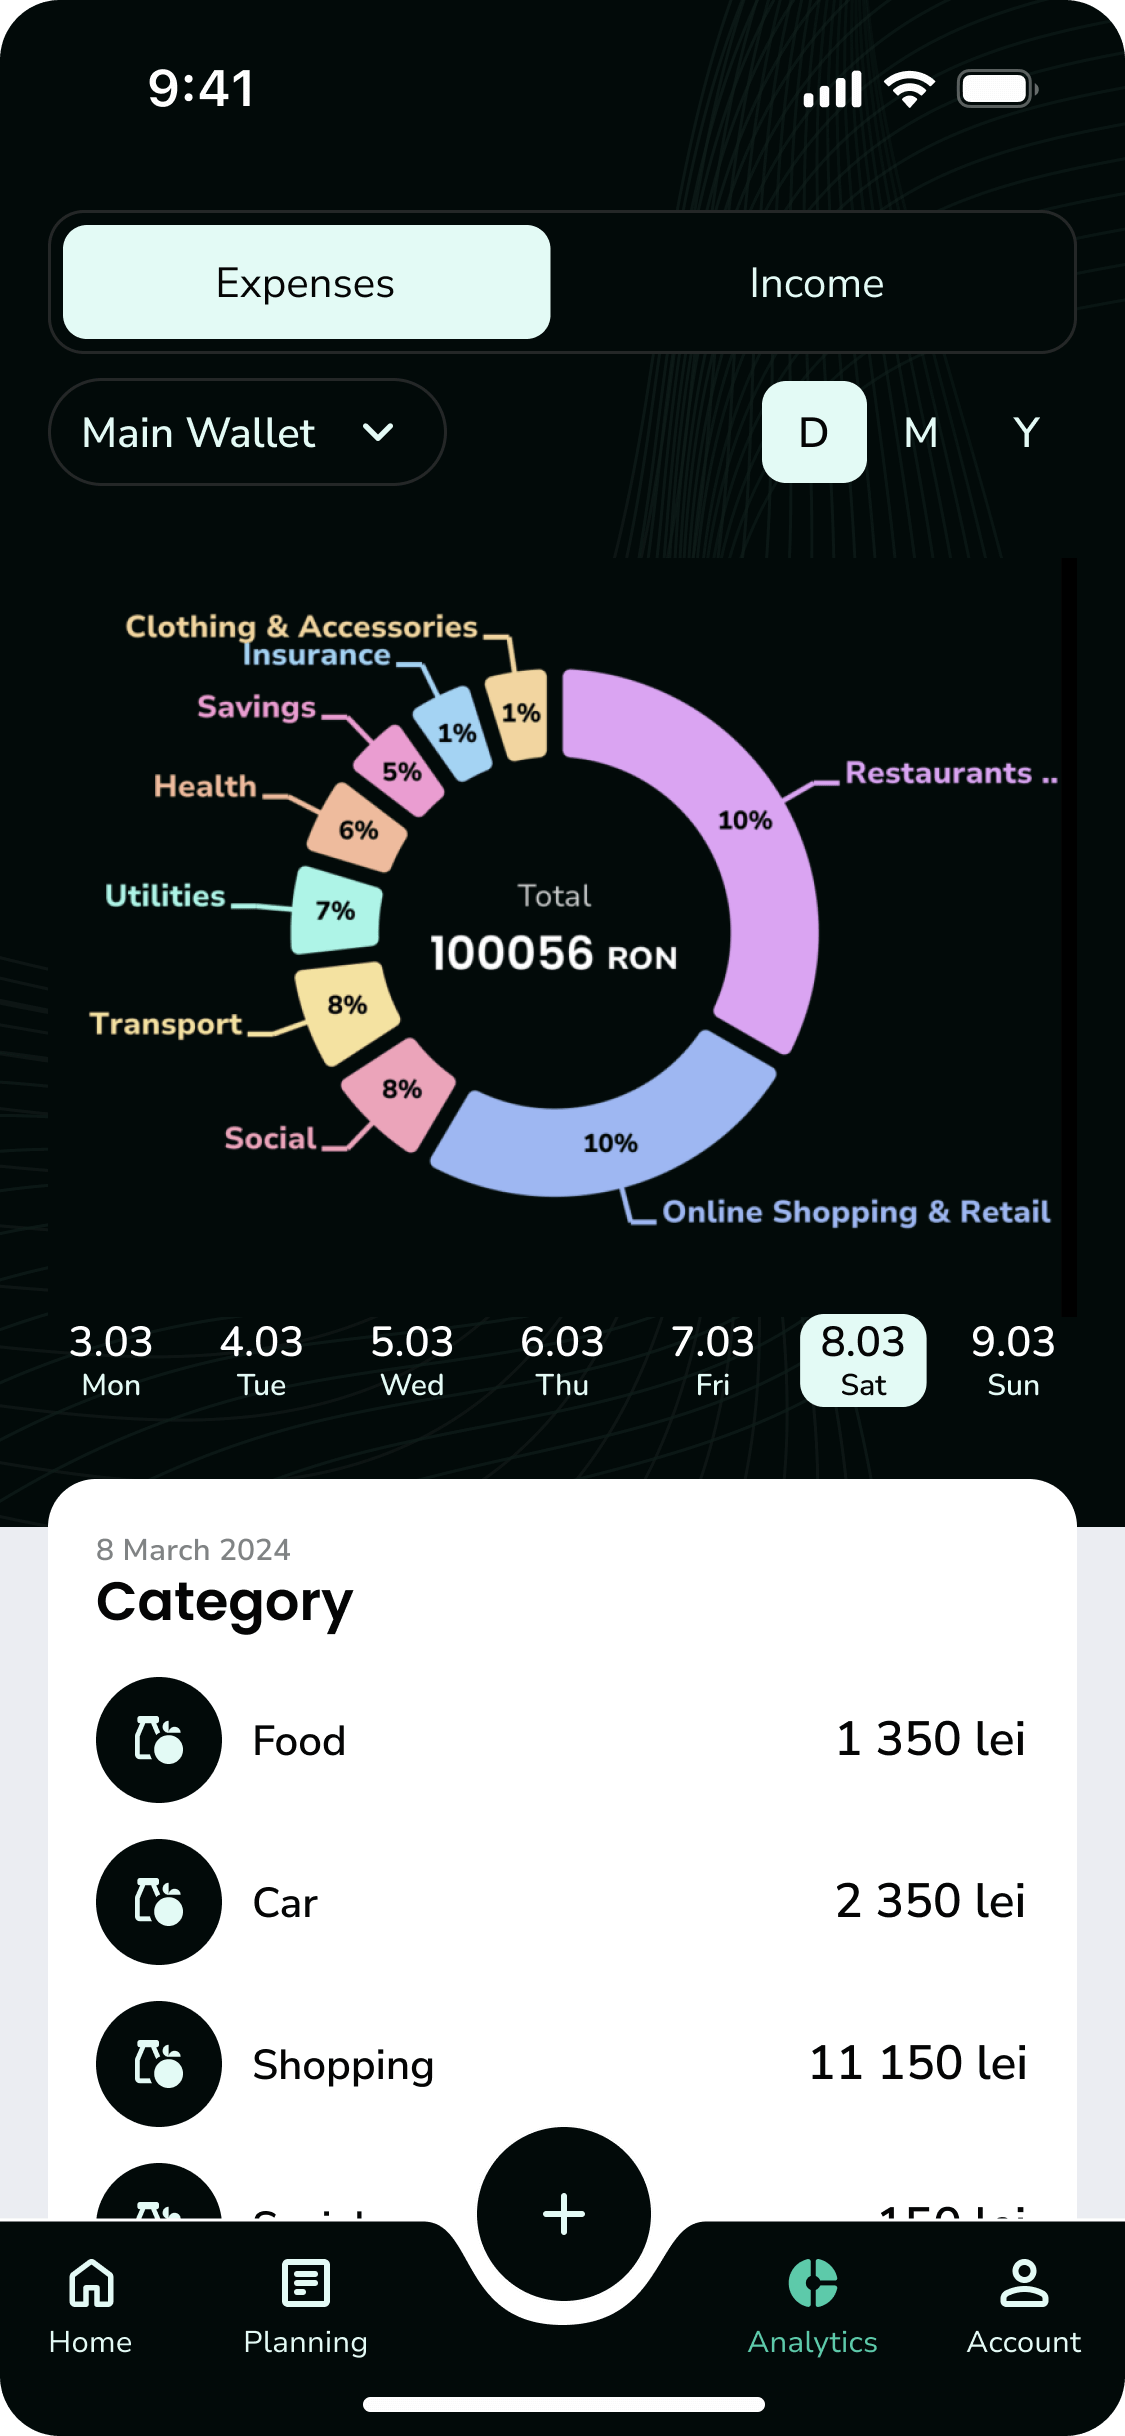 9:41
Expenses
Income
Main Wallet
D
M
Y
Clothing & Accessories
Insurance
Savings
Health
Utilities
Transport
Social
Restaurants ..
Online Shopping & Retail
1%
1%
5%
6%
7%
8%
8%
10%
10%
Total
100056 RON
3.03
Mon
4.03
Tue
5.03
Wed
6.03
Thu
7.03
Fri
8.03
Sat
9.03
Sun
8 March 2024
Category
Food
1 350 lei
Car
2 350 lei
Shopping
11 150 lei
Home
Planning
Analytics
Account